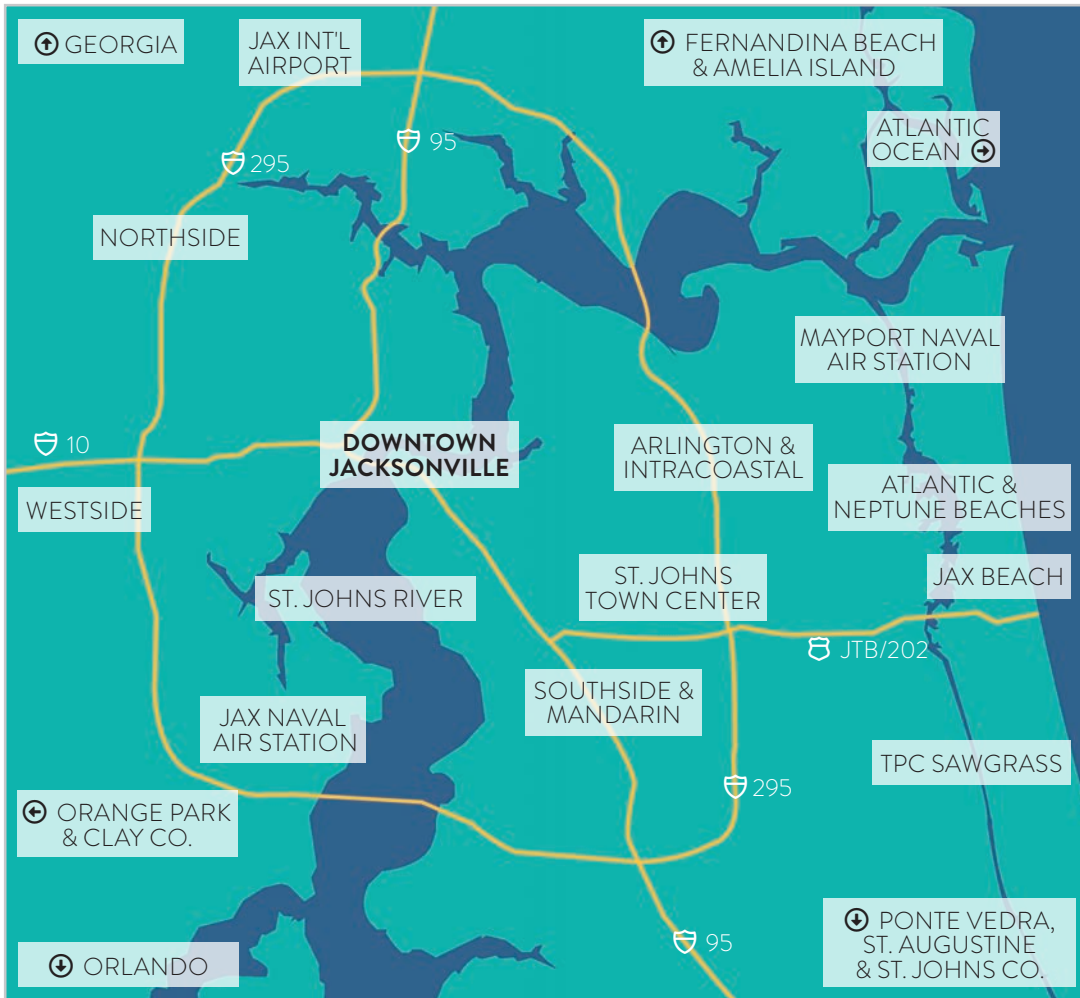 GEORGIA
JAX INT'L
AIRPORT
FERNANDINA BEACH
& AMELIA ISLAND
ATLANTIC
OCEAN
95
295
NORTHSIDE
MAYPORT NAVAL
AIR STATION
10
DOWNTOWN
JACKSONVILLE
ARLINGTON &
INTRACOASTAL
ATLANTIC &
NEPTUNE BEACHES
WESTSIDE
ST. JOHNS RIVER
ST. JOHNS
TOWN CENTER
JAX BEACH
JTB/202
SOUTHSIDE &
MANDARIN
JAX NAVAL
AIR STATION
TPC SAWGRASS
295
ORANGE PARK
& CLAY CO.
95
PONTE VEDRA,
ST. AUGUSTINE
& ST. JOHNS CO.
ORLANDO